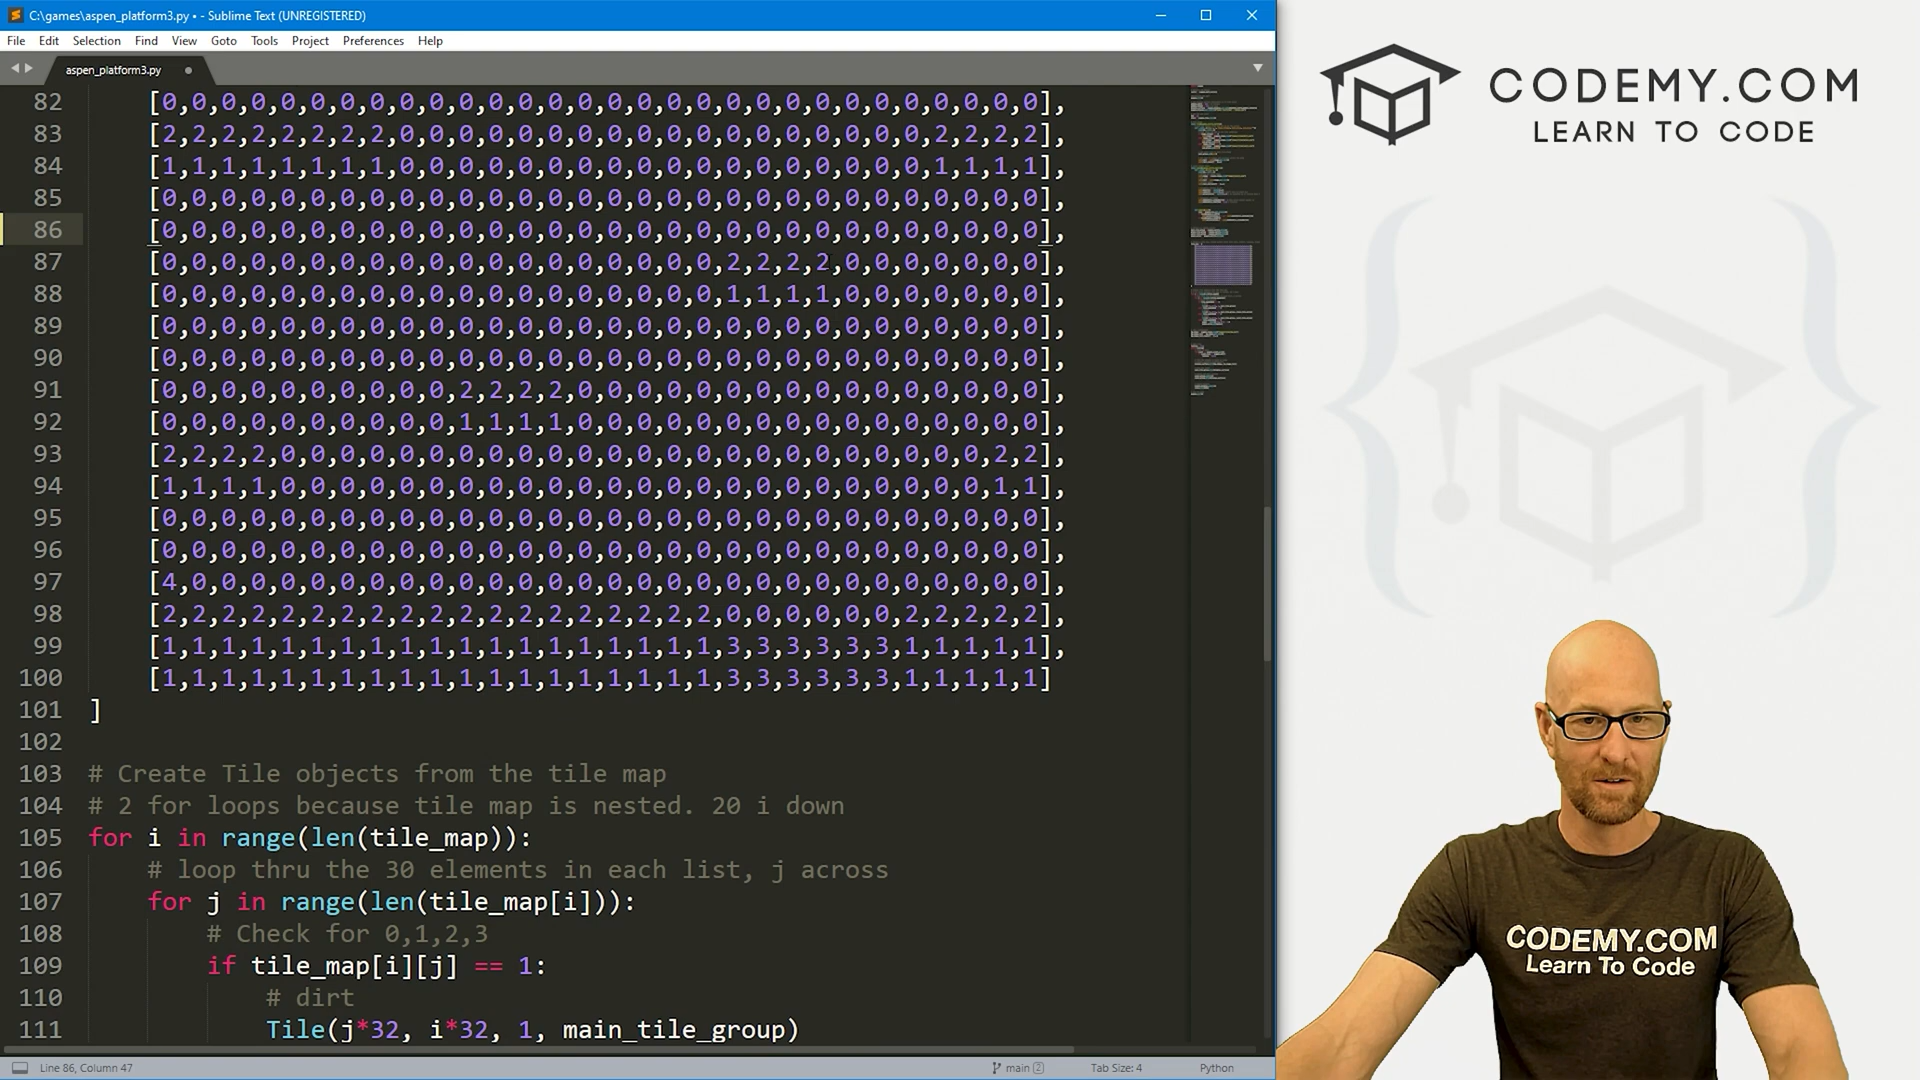 C:\games\aspen_platform3.py • - Sublime Text (UNREGISTERED)
File Edit Selection Find View Goto Tools Project Preferences Help
aspen_platform3.py
82 [0,0,0,0,0,0,0,0,0,0,0,0,0,0,0,0,0,0,0,0,0,0,0,0,0,0,0,0,0,0],
83 [2,2,2,2,2,2,2,2,0,0,0,0,0,0,0,0,0,0,0,0,0,0,0,0,0,0,2,2,2,2],
84 [1,1,1,1,1,1,1,1,0,0,0,0,0,0,0,0,0,0,0,0,0,0,0,0,0,0,1,1,1,1],
85 [0,0,0,0,0,0,0,0,0,0,0,0,0,0,0,0,0,0,0,0,0,0,0,0,0,0,0,0,0,0],
86 [0,0,0,0,0,0,0,0,0,0,0,0,0,0,0,0,0,0,0,0,0,0,0,0,0,0,0,0,0,0],
87 [0,0,0,0,0,0,0,0,0,0,0,0,0,0,0,0,0,0,0,2,2,2,2,0,0,0,0,0,0,0],
88 [0,0,0,0,0,0,0,0,0,0,0,0,0,0,0,0,0,0,0,1,1,1,1,0,0,0,0,0,0,0],
89 [0,0,0,0,0,0,0,0,0,0,0,0,0,0,0,0,0,0,0,0,0,0,0,0,0,0,0,0,0,0],
90 [0,0,0,0,0,0,0,0,0,0,0,0,0,0,0,0,0,0,0,0,0,0,0,0,0,0,0,0,0,0],
91 [0,0,0,0,0,0,0,0,0,0,2,2,2,2,0,0,0,0,0,0,0,0,0,0,0,0,0,0,0,0],
92 [0,0,0,0,0,0,0,0,0,0,1,1,1,1,0,0,0,0,0,0,0,0,0,0,0,0,0,0,0,0],
93 [2,2,2,2,0,0,0,0,0,0,0,0,0,0,0,0,0,0,0,0,0,0,0,0,0,0,0,0,2,2],
94 [1,1,1,1,0,0,0,0,0,0,0,0,0,0,0,0,0,0,0,0,0,0,0,0,0,0,0,0,1,1],
95 [0,0,0,0,0,0,0,0,0,0,0,0,0,0,0,0,0,0,0,0,0,0,0,0,0,0,0,0,0,0],
96 [0,0,0,0,0,0,0,0,0,0,0,0,0,0,0,0,0,0,0,0,0,0,0,0,0,0,0,0,0,0],
97 [4,0,0,0,0,0,0,0,0,0,0,0,0,0,0,0,0,0,0,0,0,0,0,0,0,0,0,0,0,0],
98 [2,2,2,2,2,2,2,2,2,2,2,2,2,2,2,2,2,2,2,0,0,0,0,0,0,2,2,2,2,2],
99 [1,1,1,1,1,1,1,1,1,1,1,1,1,1,1,1,1,1,1,3,3,3,3,3,3,1,1,1,1,1],
100 [1,1,1,1,1,1,1,1,1,1,1,1,1,1,1,1,1,1,1,3,3,3,3,3,3,1,1,1,1,1]
101 ]
102
103 # Create Tile objects from the tile map
104 # 2 for loops because tile map is nested. 20 i down
105 for i in range(len(tile_map)):
106 # loop thru the 30 elements in each list, j across
107 for j in range(len(tile_map[i])):
108 # Check for 0,1,2,3
109 if tile_map[i][j] == 1:
110 # dirt
111 Tile(j*32, i*32, 1, main_tile_group)
Line 86, Column 47 main 2 Tab Size: 4 Python
CODEMY.COM
LEARN TO CODE
CODEMY.COM
Learn To Code